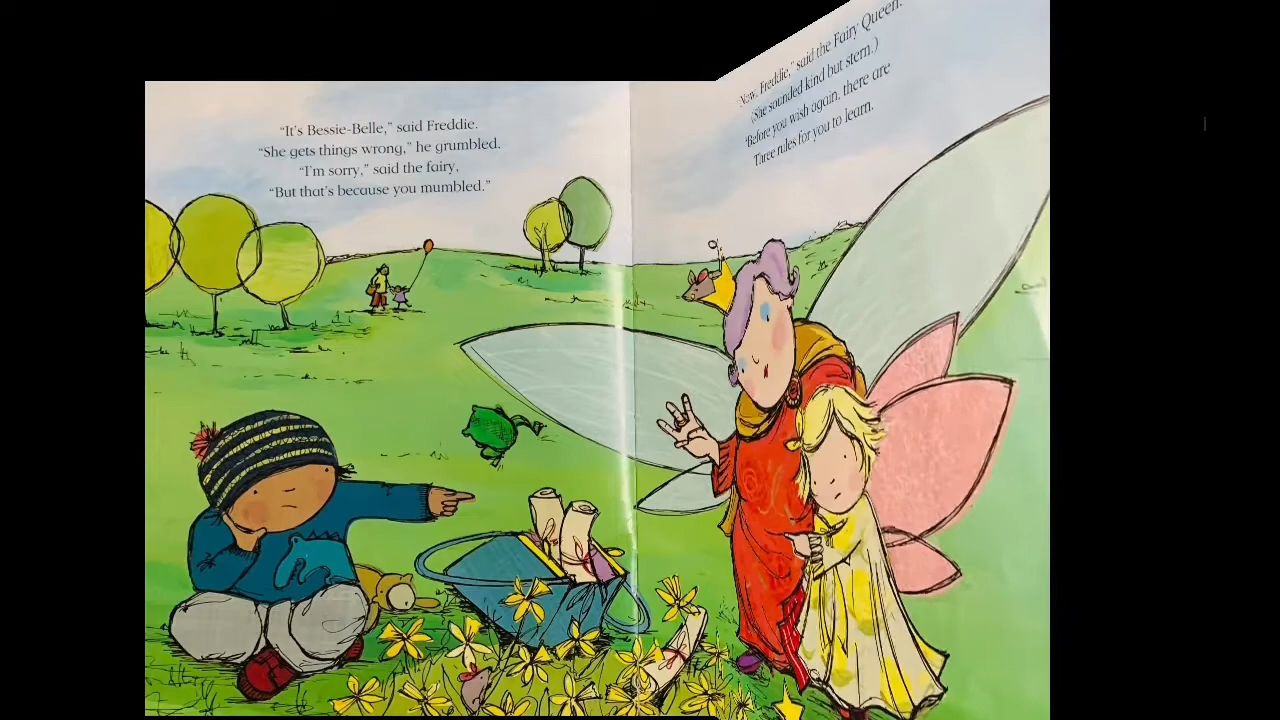 “It's Bessie-Belle,” said Freddie.
“She gets things wrong,” he grumbled.
“I'm sorry,” said the fairy,
“But that's because you mumbled.”
“Now, Freddie,” said the Fairy Queen.
(She sounded kind but stern.)
“Before you wish again, there are
Three rules for you to learn.